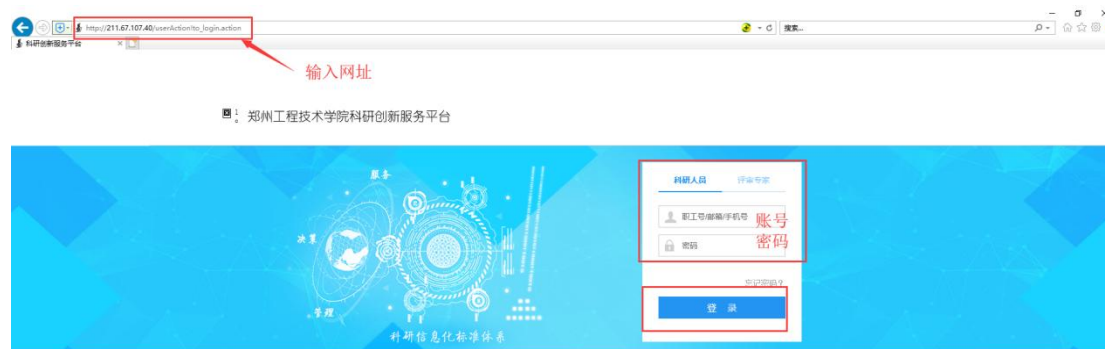 http://211.67.107.40/userAction!to_login.action
搜索...
科研创新服务平台
输入网址
郑州工程技术学院科研创新服务平台
服务
决策
管理
科研信息化标准体系
科研人员 评审专家
职工号/邮箱/手机号 账号
密码 密码
忘记密码?
登 录